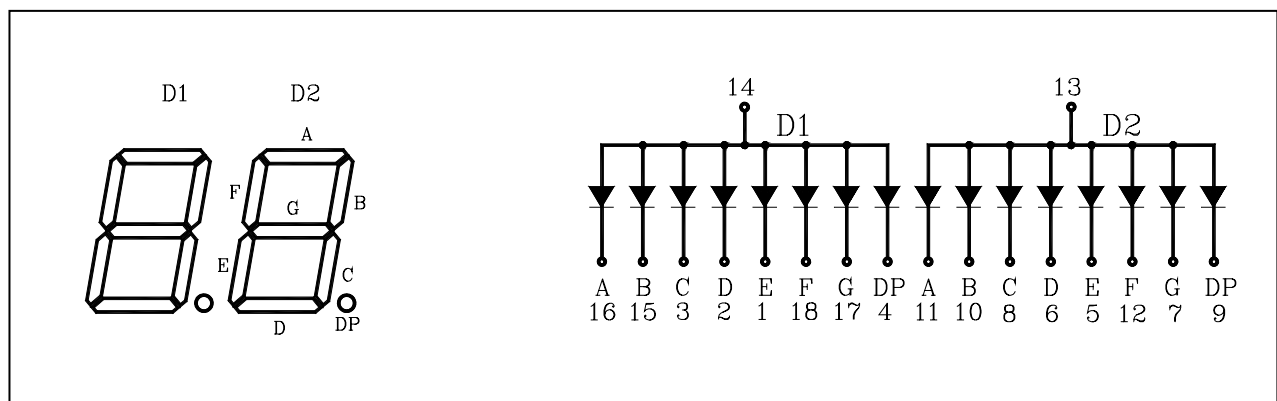 D1 D2
A
F B
G
E C
D DP
14 13
D1 D2
A B C D E F G DP A B C D E F G DP
16 15 3 2 1 18 17 4 11 10 8 6 5 12 7 9